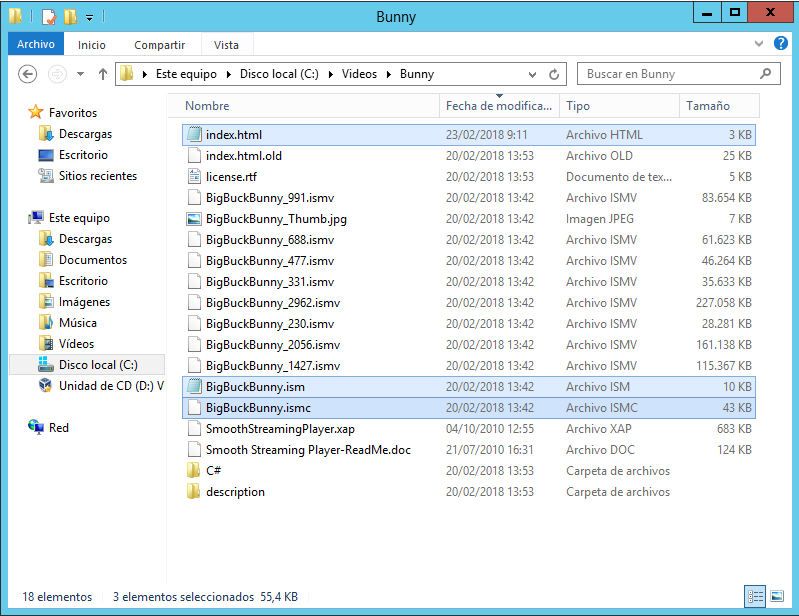 Bunny
Archivo Inicio Compartir Vista
Este equipo Disco local (C:) Videos Bunny Buscar en Bunny
Nombre Fecha de modifica... Tipo Tamaño
Favoritos
Descargas
Escritorio
Sitios recientes
Este equipo
Descargas
Documentos
Escritorio
Imágenes
Música
Vídeos
Disco local (C:)
Unidad de CD (D:) V
Red
index.html 23/02/2018 9:11 Archivo HTML 3 KB
index.html.old 20/02/2018 13:53 Archivo OLD 25 KB
license.rtf 20/02/2018 13:53 Documento de tex... 5 KB
BigBuckBunny_991.ismv 20/02/2018 13:42 Archivo ISMV 83.654 KB
BigBuckBunny_Thumb.jpg 20/02/2018 13:42 Imagen JPEG 7 KB
BigBuckBunny_688.ismv 20/02/2018 13:42 Archivo ISMV 61.623 KB
BigBuckBunny_477.ismv 20/02/2018 13:42 Archivo ISMV 46.264 KB
BigBuckBunny_331.ismv 20/02/2018 13:42 Archivo ISMV 35.633 KB
BigBuckBunny_2962.ismv 20/02/2018 13:42 Archivo ISMV 227.058 KB
BigBuckBunny_230.ismv 20/02/2018 13:42 Archivo ISMV 28.281 KB
BigBuckBunny_2056.ismv 20/02/2018 13:42 Archivo ISMV 161.138 KB
BigBuckBunny_1427.ismv 20/02/2018 13:42 Archivo ISMV 115.367 KB
BigBuckBunny.ism 20/02/2018 13:42 Archivo ISM 10 KB
BigBuckBunny.ismc 20/02/2018 13:42 Archivo ISMC 43 KB
SmoothStreamingPlayer.xap 04/10/2010 12:55 Archivo XAP 683 KB
Smooth Streaming Player-ReadMe.doc 21/07/2010 16:31 Archivo DOC 124 KB
C# 20/02/2018 13:53 Carpeta de archivos
description 20/02/2018 13:53 Carpeta de archivos
18 elementos 3 elementos seleccionados 55,4 KB